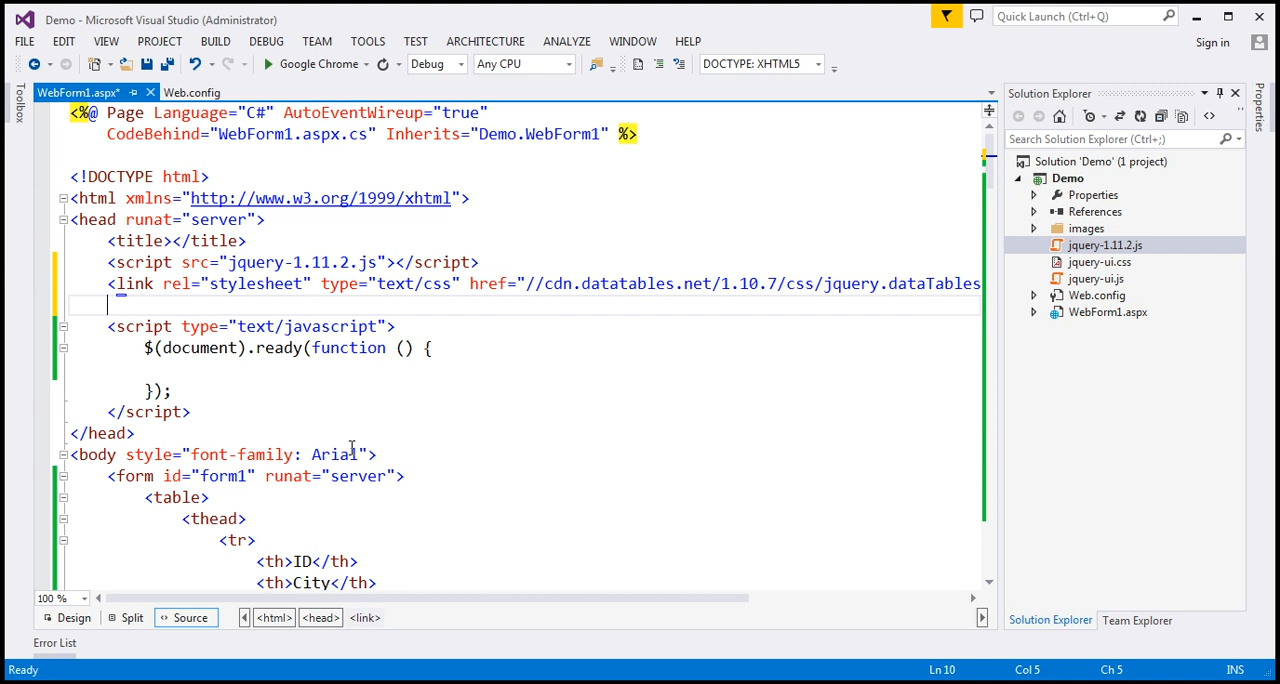 Demo - Microsoft Visual Studio (Administrator)
Quick Launch (Ctrl+Q)
FILE EDIT VIEW PROJECT BUILD DEBUG TEAM TOOLS TEST ARCHITECTURE ANALYZE WINDOW HELP
Sign in
Google Chrome Debug Any CPU DOCTYPE: XHTML5
Toolbox
WebForm1.aspx* Web.config
<%@ Page Language="C#" AutoEventWireup="true"
CodeBehind="WebForm1.aspx.cs" Inherits="Demo.WebForm1" %>
<!DOCTYPE html>
<html xmlns="http://www.w3.org/1999/xhtml">
<head runat="server">
<title></title>
<script src="jquery-1.11.2.js"></script>
<link rel="stylesheet" type="text/css" href="//cdn.datatables.net/1.10.7/css/jquery.dataTables
<script type="text/javascript">
$(document).ready(function () {
});
</script>
</head>
<body style="font-family: Arial">
<form id="form1" runat="server">
<table>
<thead>
<tr>
<th>ID</th>
<th>City</th>
100 %
Design Split Source <html> <head> <link>
Error List
Solution Explorer
Search Solution Explorer (Ctrl+;)
Solution 'Demo' (1 project)
Demo
Properties
References
images
jquery-1.11.2.js
jquery-ui.css
jquery-ui.js
Web.config
WebForm1.aspx
Solution Explorer Team Explorer
Properties
Ready Ln 10 Col 5 Ch 5 INS